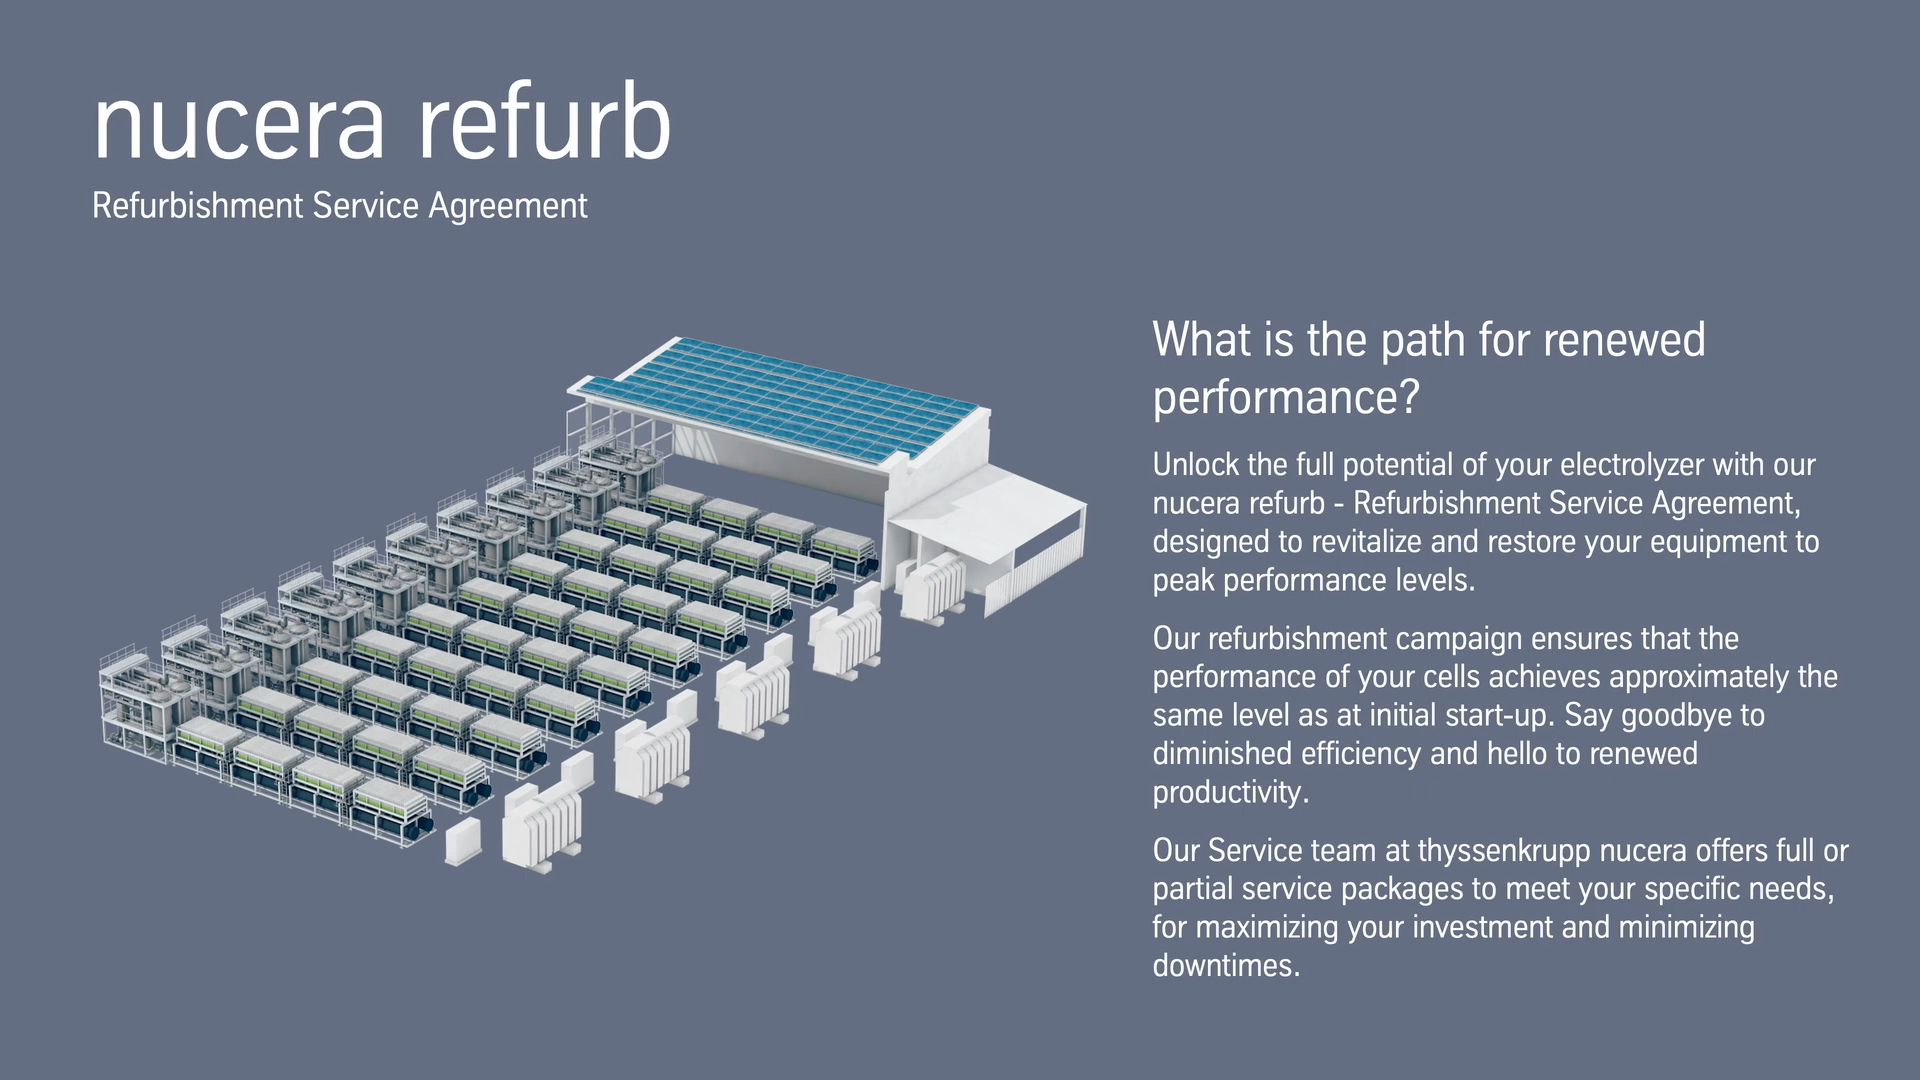 nucera refurb
Refurbishment Service Agreement
What is the path for renewed
performance?
Unlock the full potential of your electrolyzer with our
nucera refurb - Refurbishment Service Agreement,
designed to revitalize and restore your equipment to
peak performance levels.
Our refurbishment campaign ensures that the
performance of your cells achieves approximately the
same level as at initial start-up. Say goodbye to
diminished efficiency and hello to renewed
productivity.
Our Service team at thyssenkrupp nucera offers full or
partial service packages to meet your specific needs,
for maximizing your investment and minimizing
downtimes.